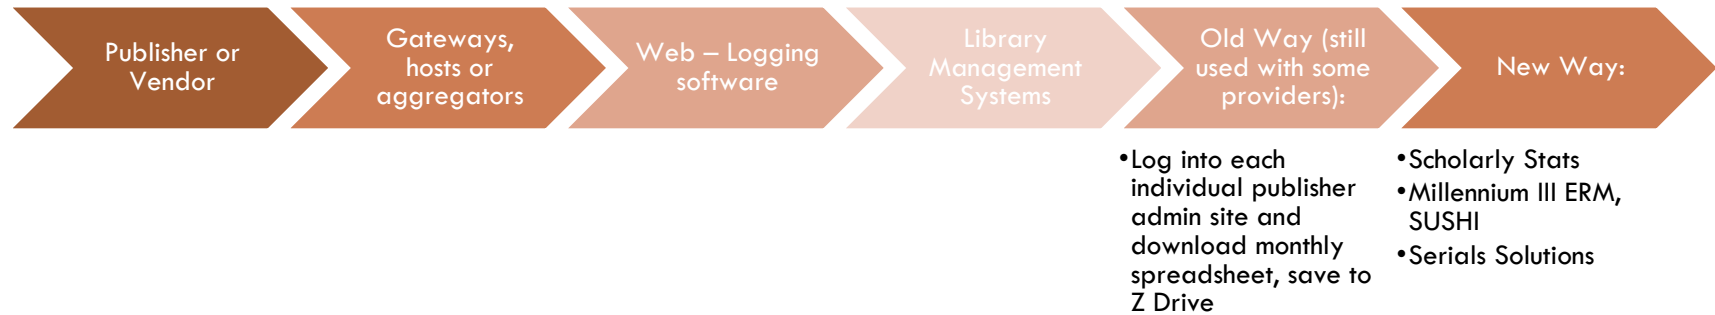 Publisher or
Vendor
Gateways,
hosts or
aggregators
Web – Logging
software
Library
Management
Systems
Old Way (still
used with some
providers):
•Log into each
individual publisher
admin site and
download monthly
spreadsheet, save to
Z Drive
New Way:
•Scholarly Stats
•Millennium III ERM,
SUSHI
•Serials Solutions